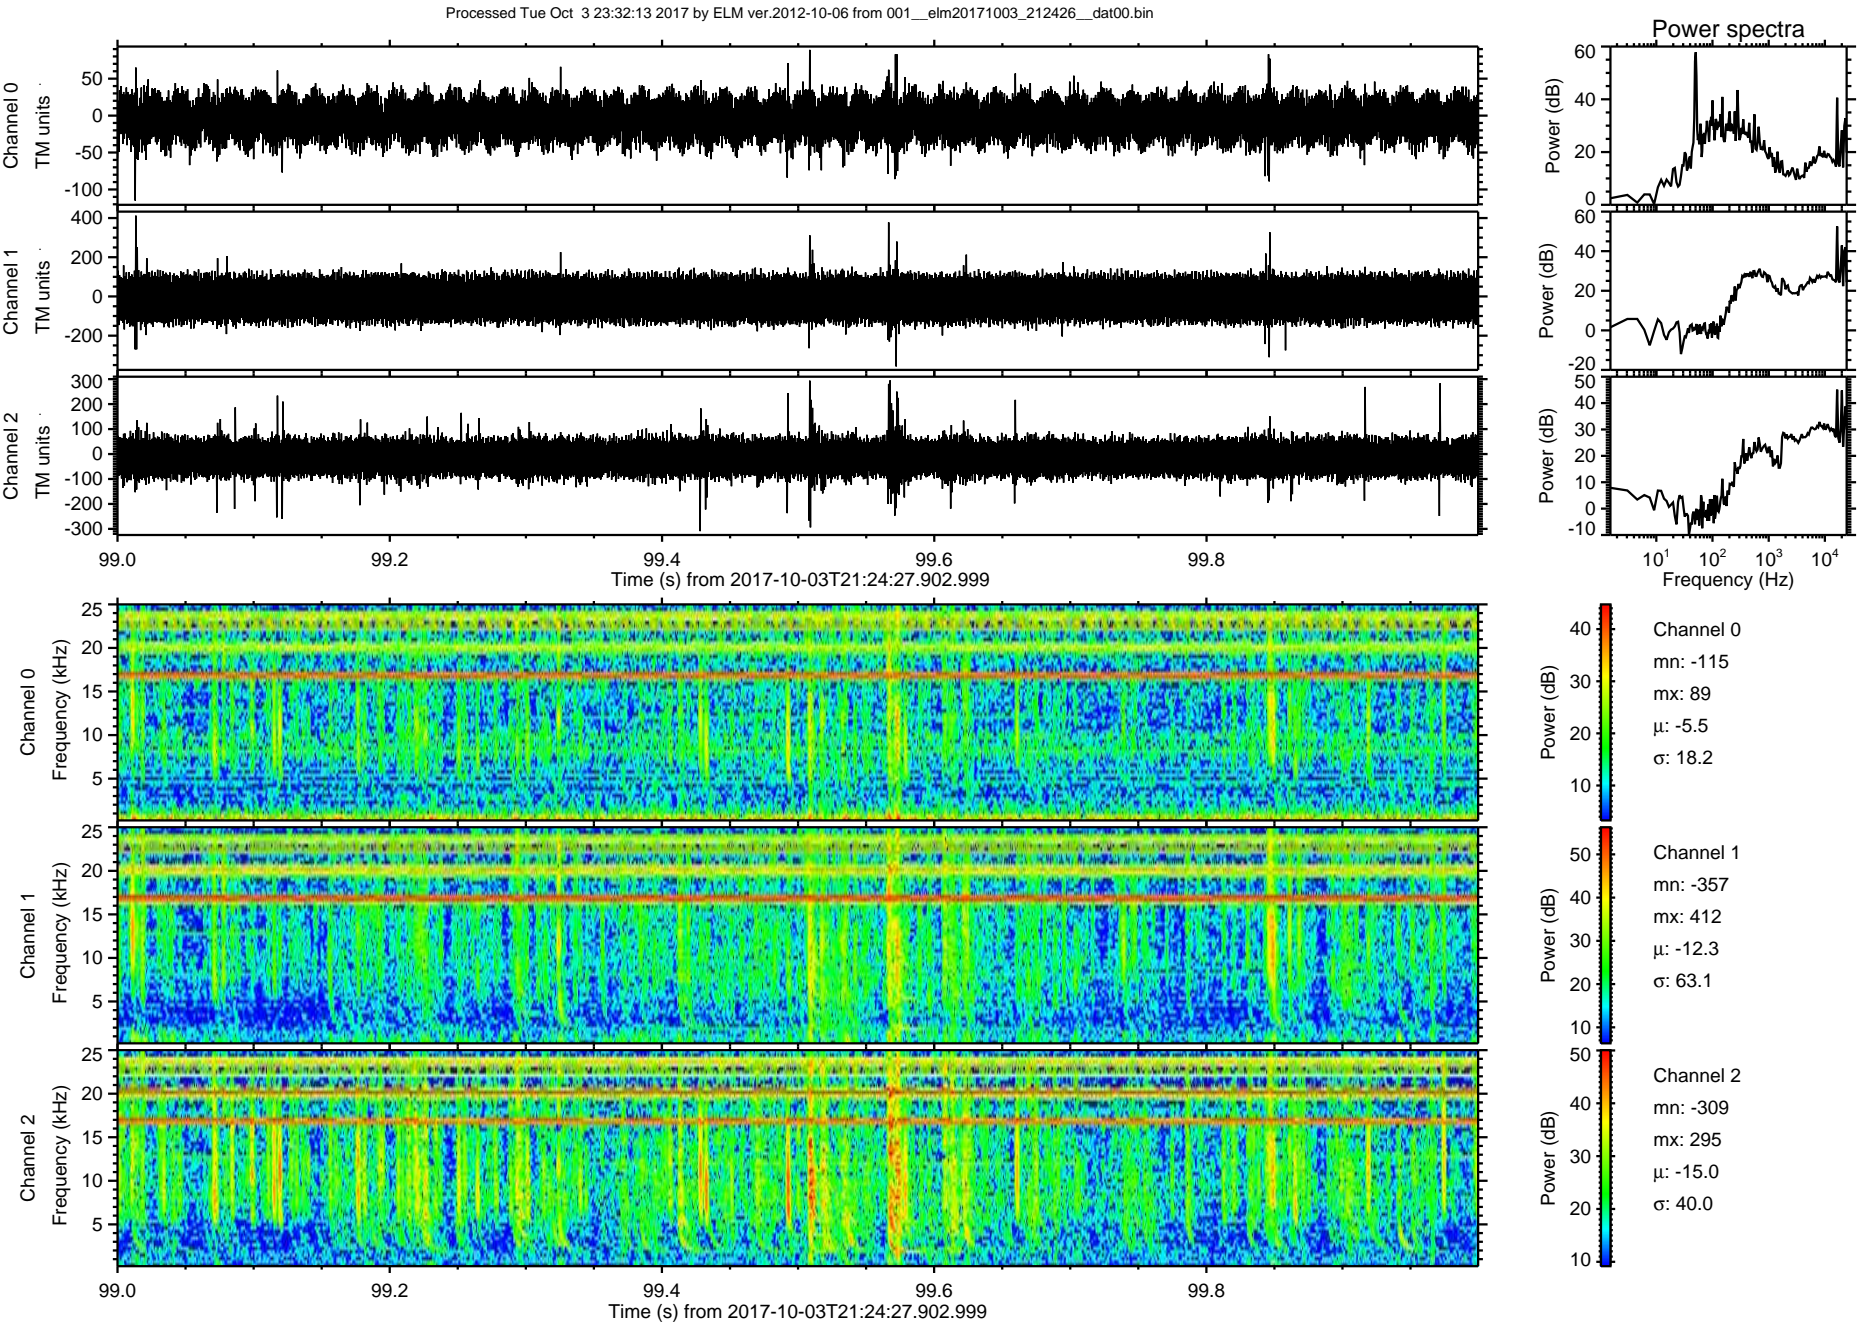 Processed Tue Oct  3 23:32:13 2017 by ELM ver.2012-10-06 from 001__elm20171003_212426__dat00.bin
Power spectra
Channel 0
TM units
50
0
-50
-100
Power (dB)
60
40
20
0
Channel 1
TM units
400
200
0
-200
Power (dB)
60
40
20
0
-20
Channel 2
TM units
300
200
100
0
-100
-200
-300
Power (dB)
50
40
30
20
10
0
-10
99.0 99.2 99.4 99.6 99.8
Time (s) from 2017-10-03T21:24:27.902.999
10¹ 10² 10³ 10⁴
Frequency (Hz)
Channel 0
Frequency (kHz)
25
20
15
10
5
Power (dB)
40
30
20
10
Channel 0
mn: -115
mx: 89
μ: -5.5
σ: 18.2
Channel 1
Frequency (kHz)
25
20
15
10
5
Power (dB)
50
40
30
20
10
Channel 1
mn: -357
mx: 412
μ: -12.3
σ: 63.1
Channel 2
Frequency (kHz)
25
20
15
10
5
Power (dB)
50
40
30
20
10
Channel 2
mn: -309
mx: 295
μ: -15.0
σ: 40.0
99.0 99.2 99.4 99.6 99.8
Time (s) from 2017-10-03T21:24:27.902.999